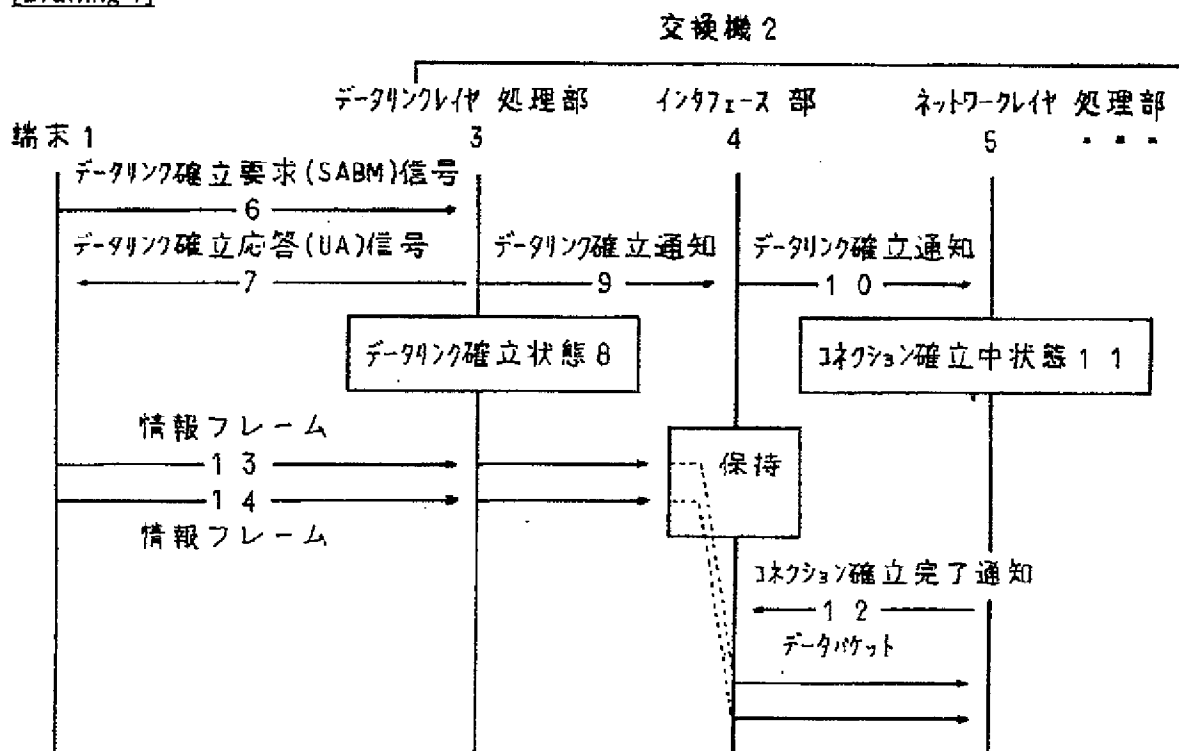 [Drawing 1]
交換機2
データリンクレイヤ 処理部 インタフェース 部 ネットワークレイヤ 処理部
端末1 3 4 5 ・・・
データリンク確立要求(SABM)信号
6
データリンク確立応答(UA)信号 データリンク確立通知 データリンク確立通知
7 9 10
データリンク確立状態8 コネクション確立中状態11
情報フレーム
13 保持
14
情報フレーム
コネクション確立完了通知
12
データパケット